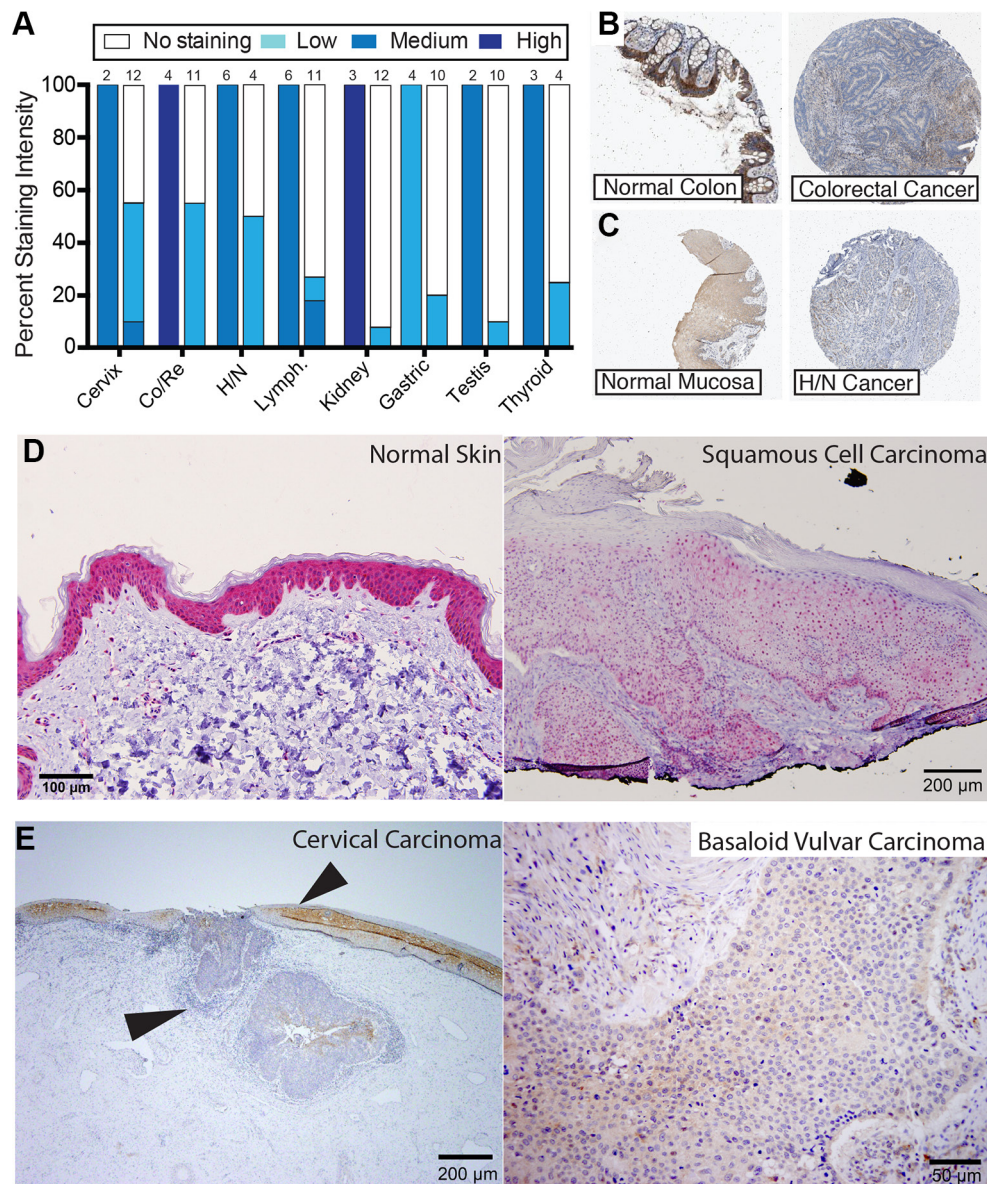 A
No staining Low Medium High
2 12 4 11 6 4 6 11 3 12 4 10 2 10 3 4
100
80
60
40
20
0
Percent Staining Intensity
Cervix Co/Re H/N Lymph. Kidney Gastric Testis Thyroid
B
Normal Colon
Colorectal Cancer
C
Normal Mucosa
H/N Cancer
D
Normal Skin
100 µm
Squamous Cell Carcinoma
200 µm
E
Cervical Carcinoma
200 µm
Basaloid Vulvar Carcinoma
50 µm